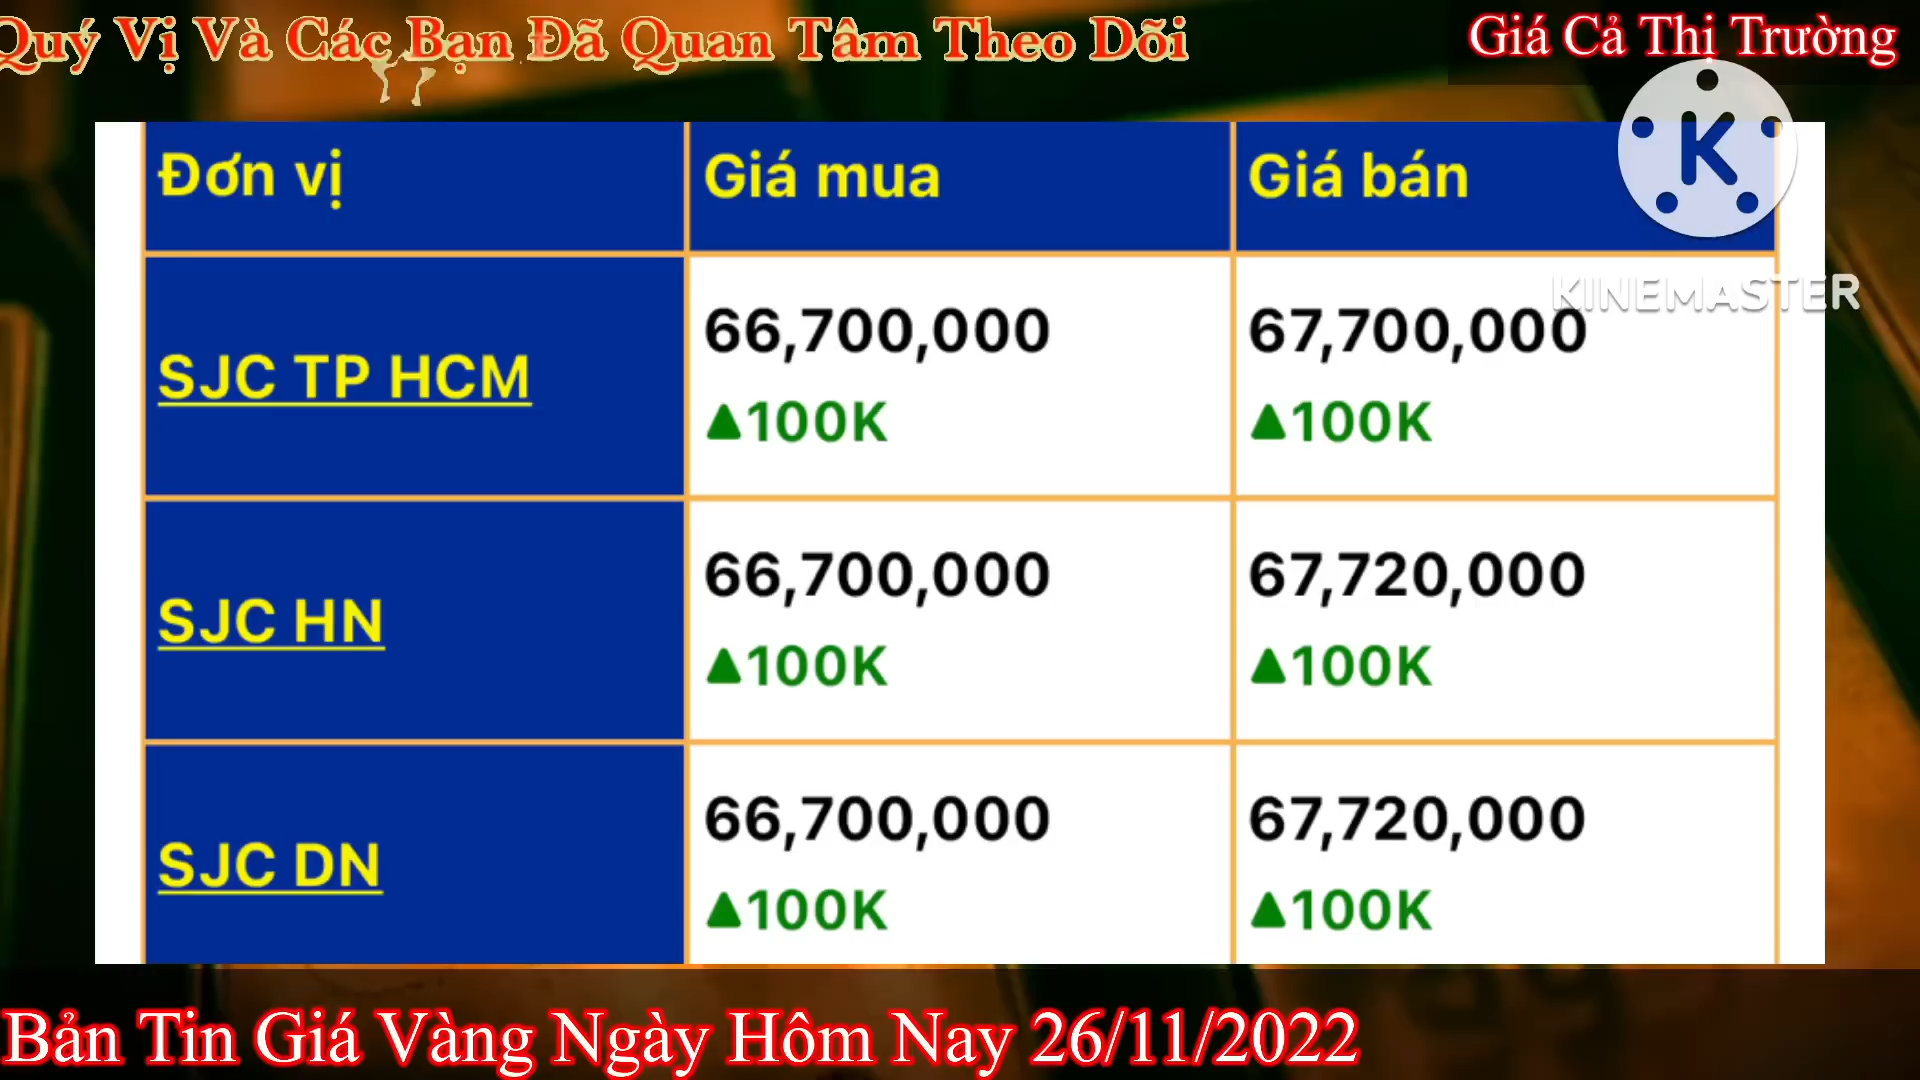 Quý Vị Và Các Bạn Đã Quan Tâm Theo Dõi
Giá Cả Thị Trường
K
KINEMASTER
Đơn vị Giá mua Giá bán
SJC TP HCM 66,700,000 67,700,000
▲100K ▲100K
SJC HN 66,700,000 67,720,000
▲100K ▲100K
SJC DN 66,700,000 67,720,000
▲100K ▲100K
Bản Tin Giá Vàng Ngày Hôm Nay 26/11/2022